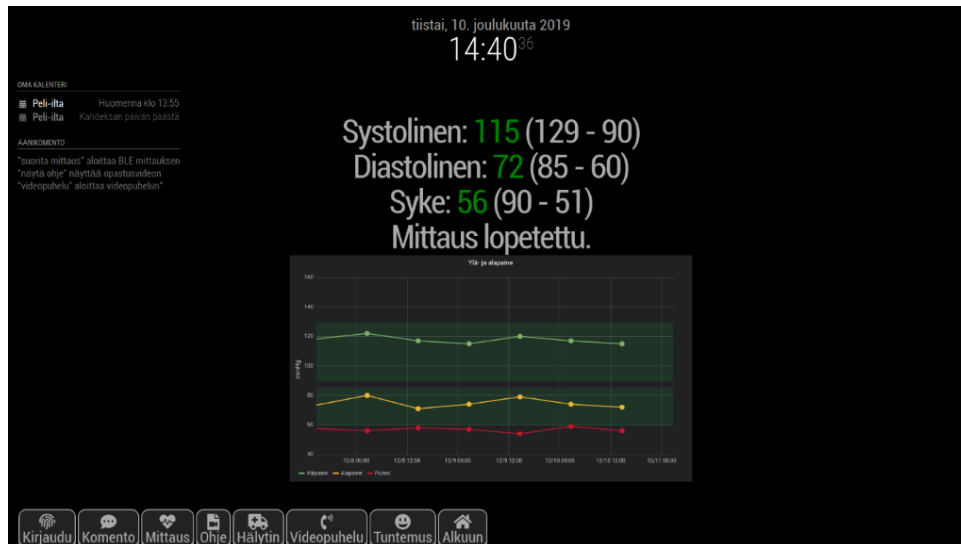 tiistai, 10. joulukuuta 2019
14:40 36
OMA KALENTERI
Peli-ilta Huomenna klo 13:55
Peli-ilta Kahdeksan päivän päästä
ÄÄNIKOMENTO
"suorita mittaus" aloittaa BLE mittauksen
"näytä ohje" näyttää opastusvideon
"videopuhelu" aloittaa videopuhelun"
Systolinen: 115 (129 - 90)
Diastolinen: 72 (85 - 60)
Syke: 56 (90 - 51)
Mittaus lopetettu.
Ylä- ja alapaine
160
140
120
100
80
60
40
mmHg
12/8 00:00 12/8 12:00 12/9 00:00 12/9 12:00 12/10 00:00 12/10 12:00 12/11 00:00
Yläpaine Alapaine Pulssi
Kirjaudu Komento Mittaus Ohje Hälytin Videopuhelu Tuntemus Alkuun